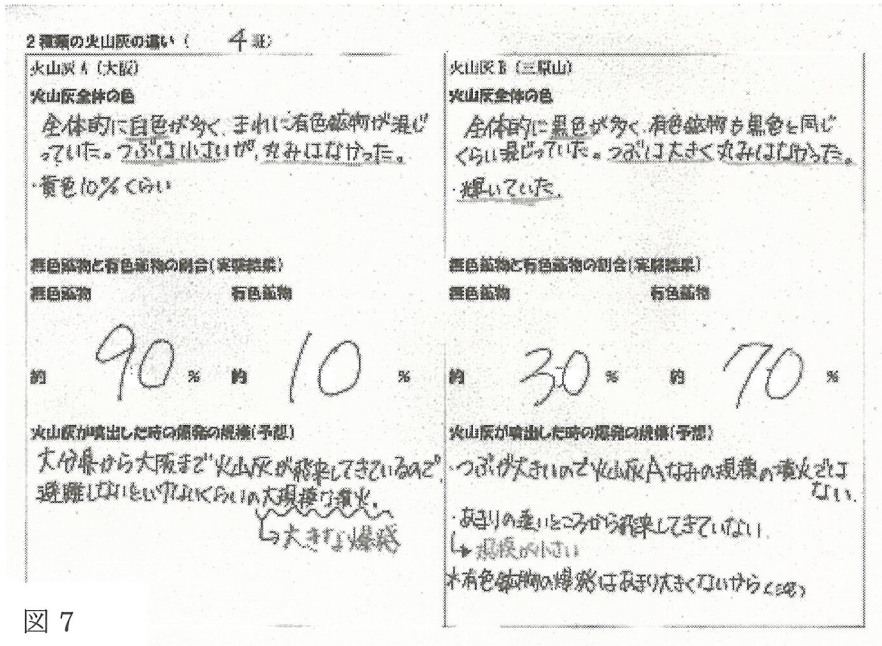 2種類の火山灰の違い ( 4 班)
火山灰A (大阪)
火山灰全体の色
全体的に白色が多く、まれに有色鉱物が混じ
っていた。つぶは小さいが、丸みはなかった。
・黄色10%くらい
無色鉱物と有色鉱物の割合(実験結果)
無色鉱物 有色鉱物
約 90 % 約 10 %
火山灰が噴出した時の爆発の規模(予想)
大分県から大阪まで火山灰が飛来してきているので、
避難しないといけないくらいの大規模な噴火。
↳大きな爆発
火山灰B (三原山)
火山灰全体の色
全体的に黒色が多く、有色鉱物も黒色と同じ
くらい混じっていた。つぶは大きく丸みはなかった。
・輝いていた。
無色鉱物と有色鉱物の割合(実験結果)
無色鉱物 有色鉱物
約 30 % 約 70 %
火山灰が噴出した時の爆発の規模(予想)
・つぶが大きいので火山灰Aなみの規模の噴火では
ない。
・あまりの遠いところから飛来してきていない。
↳規模が小さい
*有色鉱物の爆発はあまり大きくないから
図 7